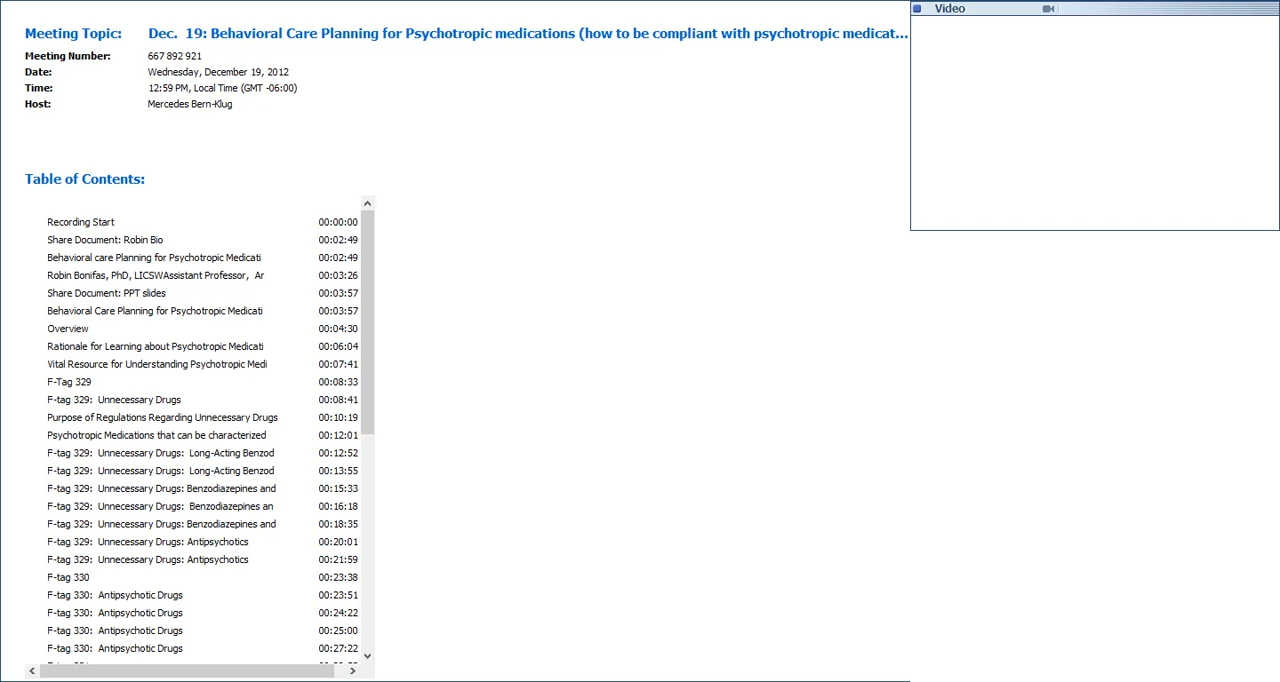 Meeting Topic: Dec. 19: Behavioral Care Planning for Psychotropic medications (how to be compliant with psychotropic medicat...
Meeting Number: 667 892 921
Date: Wednesday, December 19, 2012
Time: 12:59 PM, Local Time (GMT -06:00)
Host: Mercedes Bern-Klug
Video
Table of Contents:
Recording Start 00:00:00
Share Document: Robin Bio 00:02:49
Behavioral care Planning for Psychotropic Medicati 00:02:49
Robin Bonifas, PhD, LICSWAssistant Professor, Ar 00:03:26
Share Document: PPT slides 00:03:57
Behavioral Care Planning for Psychotropic Medicati 00:03:57
Overview 00:04:30
Rationale for Learning about Psychotropic Medicati 00:06:04
Vital Resource for Understanding Psychotropic Medi 00:07:41
F-Tag 329 00:08:33
F-tag 329: Unnecessary Drugs 00:08:41
Purpose of Regulations Regarding Unnecessary Drugs 00:10:19
Psychotropic Medications that can be characterized 00:12:01
F-tag 329: Unnecessary Drugs: Long-Acting Benzod 00:12:52
F-tag 329: Unnecessary Drugs: Long-Acting Benzod 00:13:55
F-tag 329: Unnecessary Drugs: Benzodiazepines and 00:15:33
F-tag 329: Unnecessary Drugs: Benzodiazepines an 00:16:18
F-tag 329: Unnecessary Drugs: Benzodiazepines and 00:18:35
F-tag 329: Unnecessary Drugs: Antipsychotics 00:20:01
F-tag 329: Unnecessary Drugs: Antipsychotics 00:21:59
F-tag 330 00:23:38
F-tag 330: Antipsychotic Drugs 00:23:51
F-tag 330: Antipsychotic Drugs 00:24:22
F-tag 330: Antipsychotic Drugs 00:25:00
F-tag 330: Antipsychotic Drugs 00:27:22